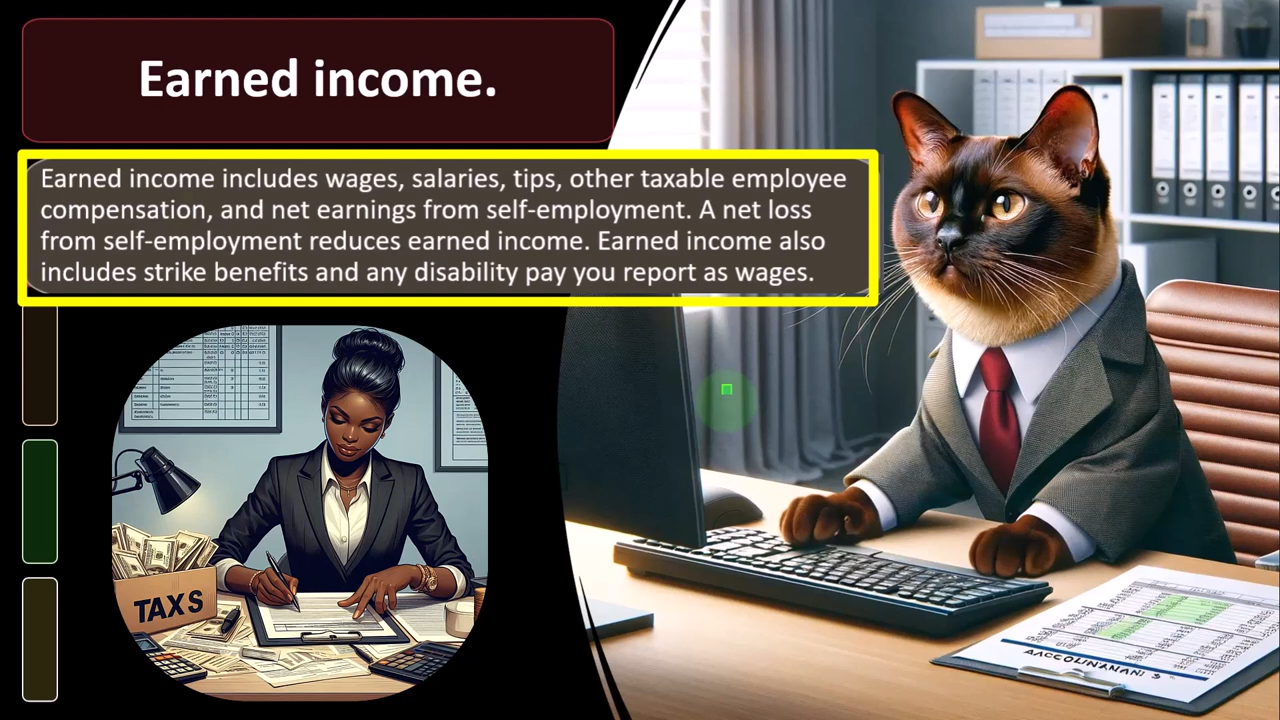 Earned income.
Earned income includes wages, salaries, tips, other taxable employee
compensation, and net earnings from self-employment. A net loss
from self-employment reduces earned income. Earned income also
includes strike benefits and any disability pay you report as wages.
TAXS